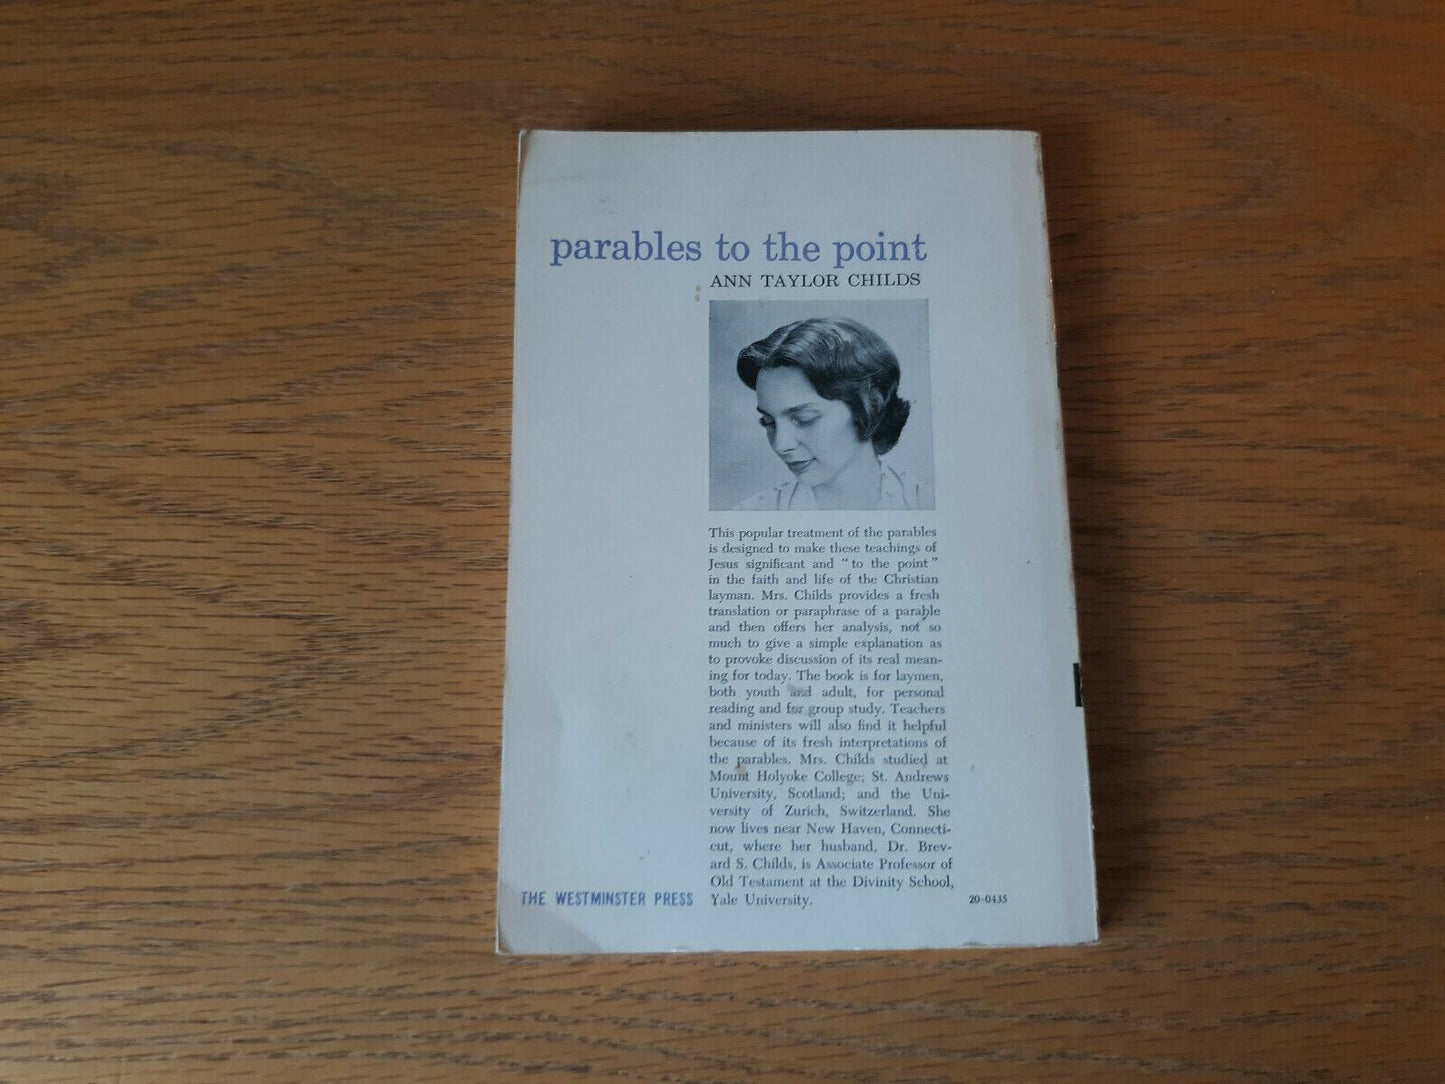 parables to the point
ANN TAYLOR CHILDS
This popular treatment of the parables
is designed to make these teachings of
Jesus significant and "to the point"
in the faith and life of the Christian
layman. Mrs. Childs provides a fresh
translation or paraphrase of a parable
and then offers her analysis, not so
much to give a simple explanation as
to provoke discussion of its real mean-
ing for today. The book is for laymen,
both youth and adult, for personal
reading and for group study. Teachers
and ministers will also find it helpful
because of its fresh interpretations of
the parables. Mrs. Childs studied at
Mount Holyoke College; St. Andrews
University, Scotland; and the Uni-
versity of Zurich, Switzerland. She
now lives near New Haven, Connecti-
cut, where her husband, Dr. Brev-
ard S. Childs, is Associate Professor of
Old Testament at the Divinity School,
Yale University.
THE WESTMINSTER PRESS
20-0435